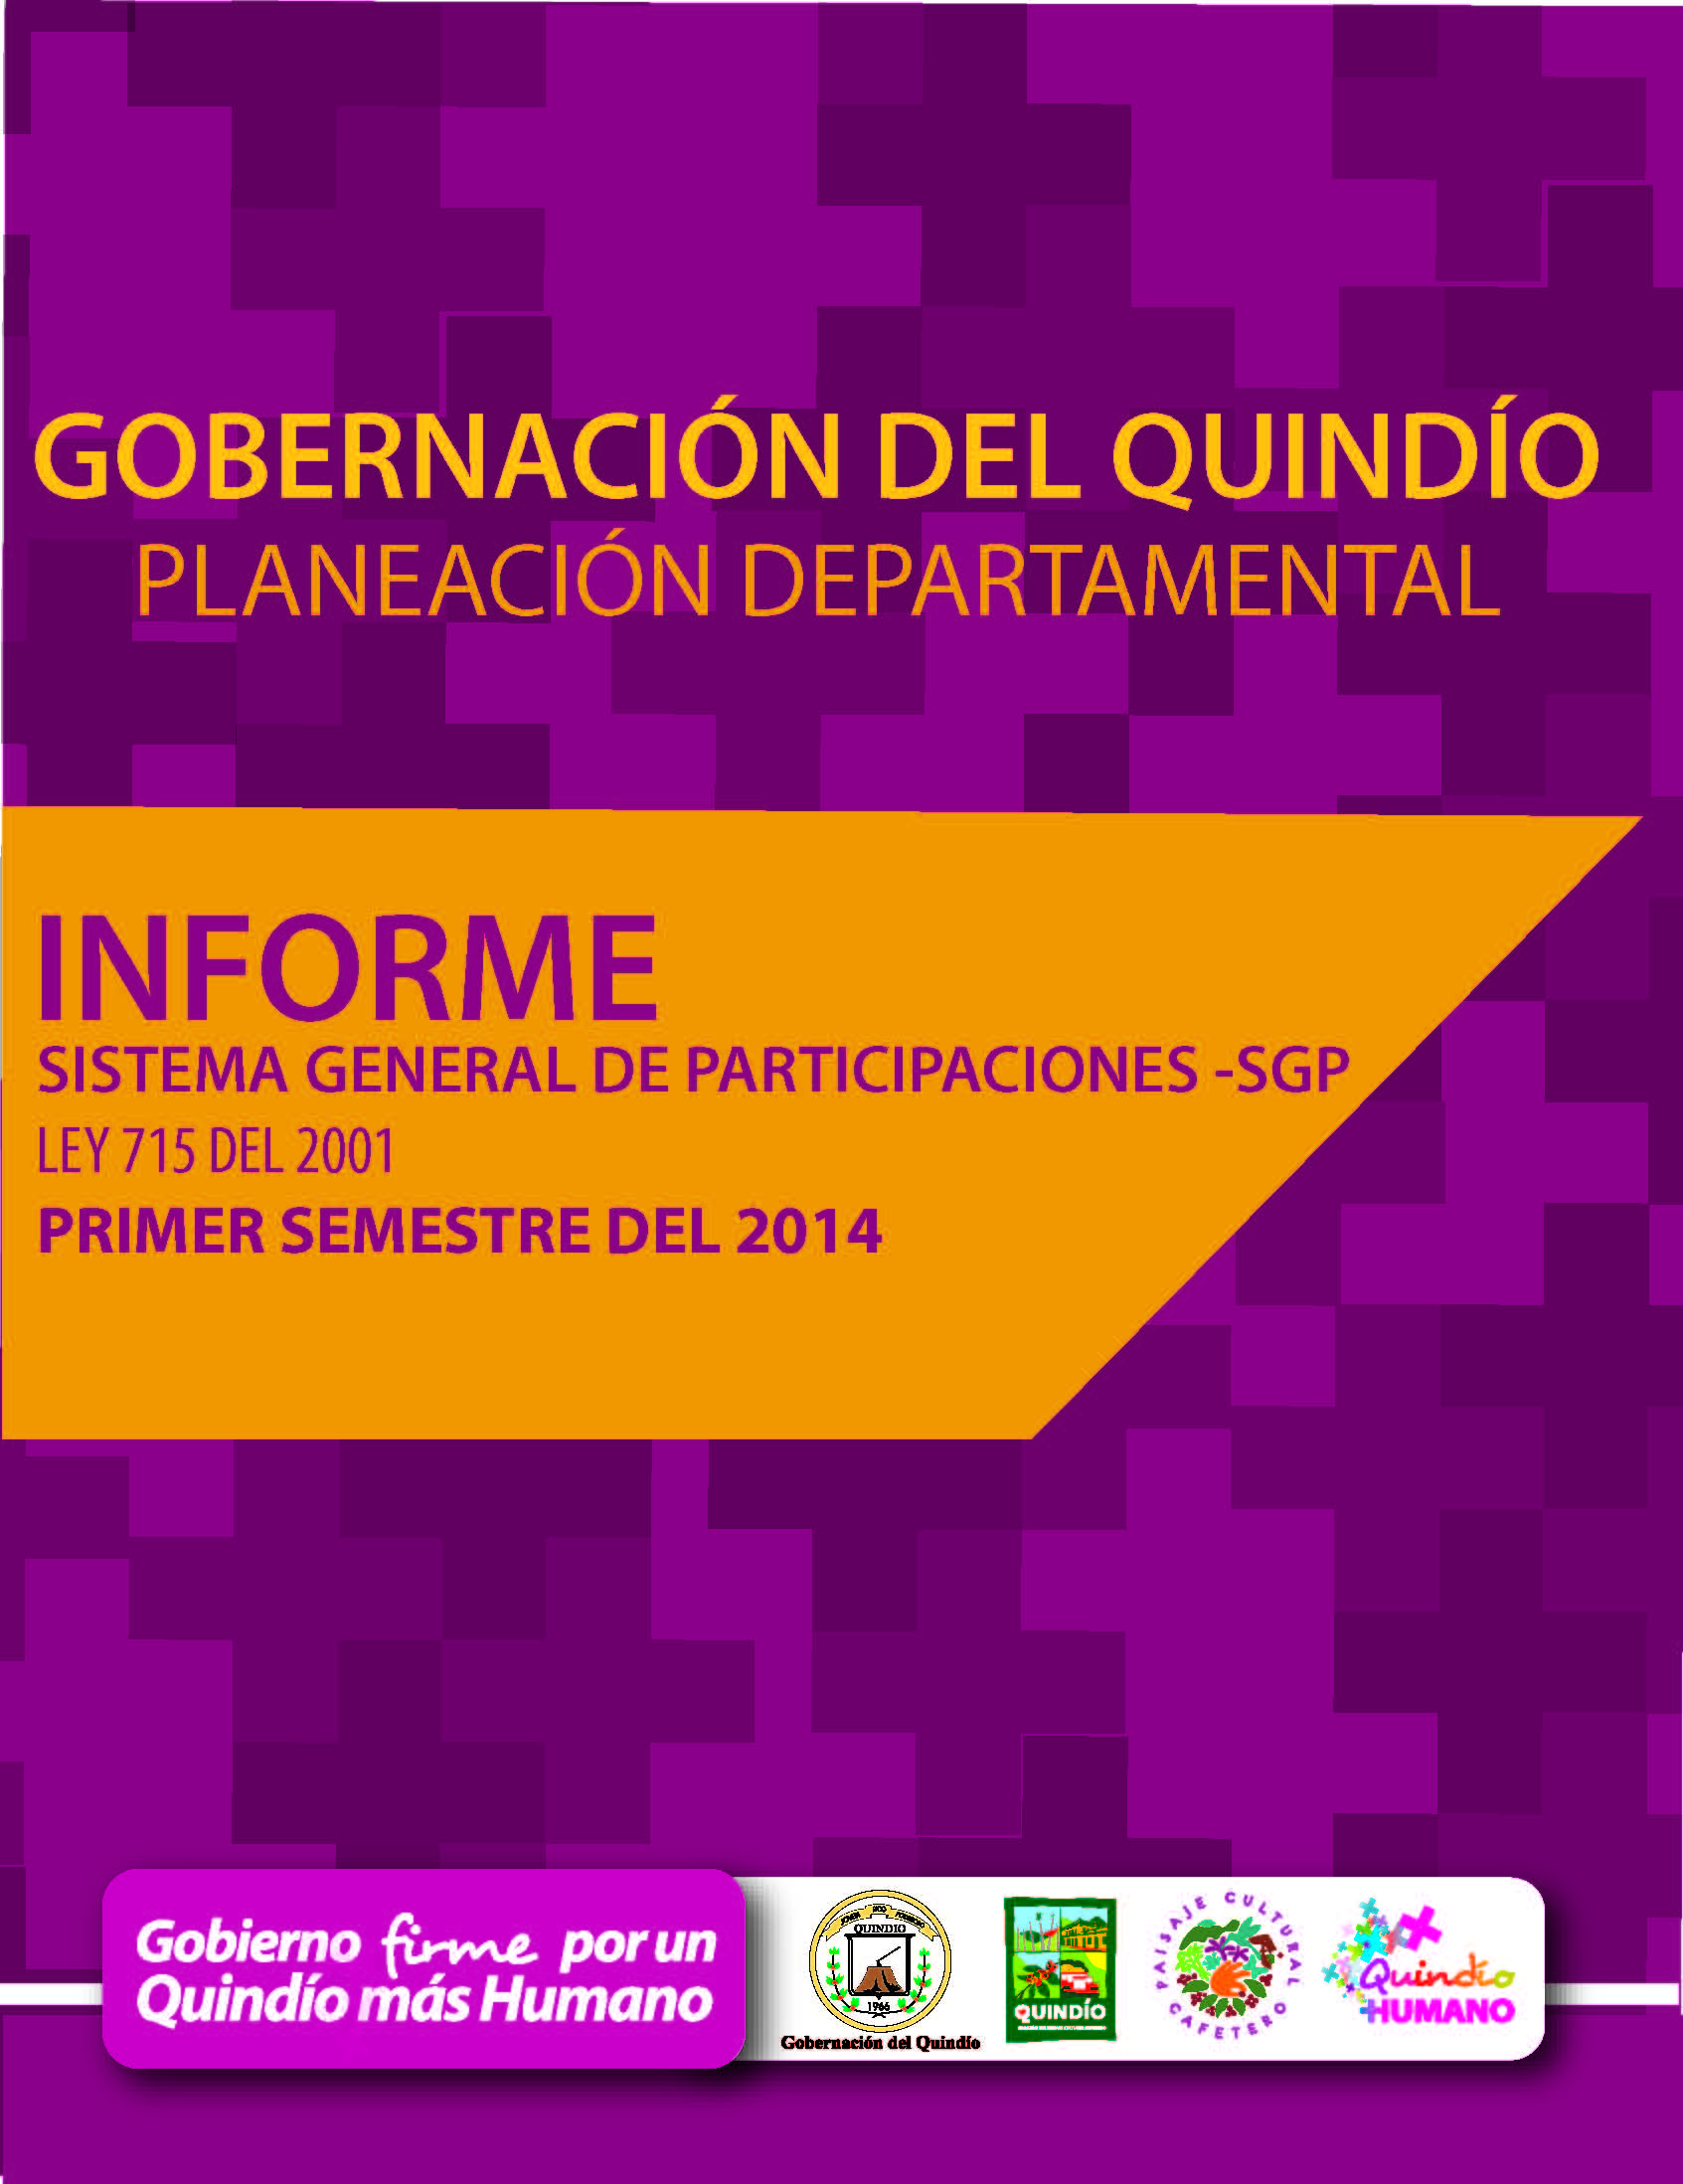 GOBERNACIÓN DEL QUINDÍO
PLANEACIÓN DEPARTAMENTAL
INFORME
SISTEMA GENERAL DE PARTICIPACIONES -SGP
LEY 715 DEL 2001
PRIMER SEMESTRE DEL 2014
Gobierno firme por un
Quindío más Humano
QUINDIO
1966
Gobernación del Quindío
QUINDÍO
PAISAJE CULTURAL
CAFETERO
Quindío
HUMANO